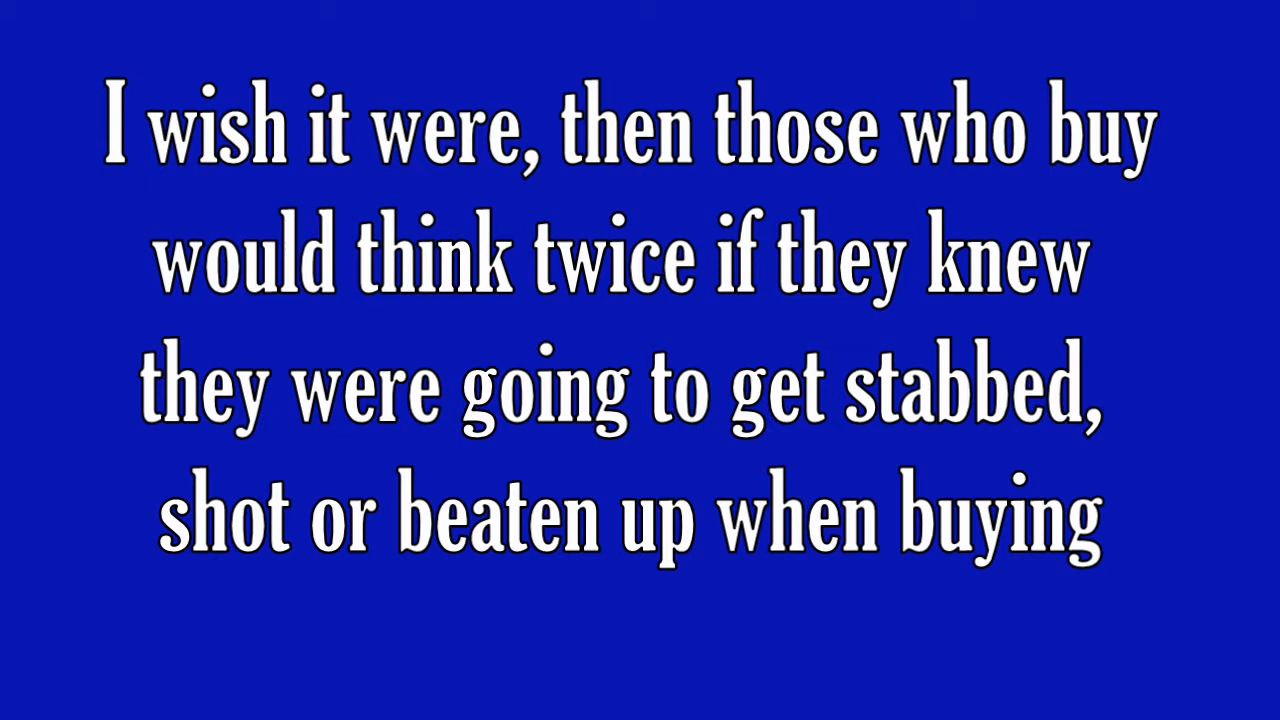 I wish it were, then those who buy
would think twice if they knew
they were going to get stabbed,
shot or beaten up when buying